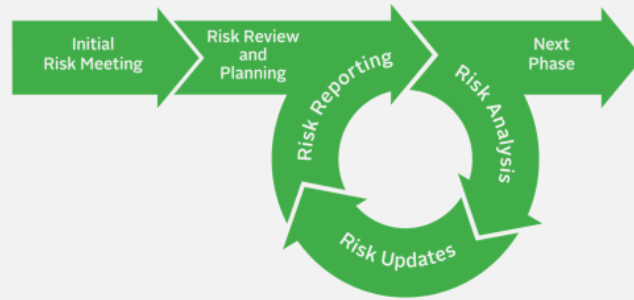 Initial
Risk Meeting
Risk Review
and
Planning
Next
Phase
Risk Reporting
Risk Analysis
Risk Updates